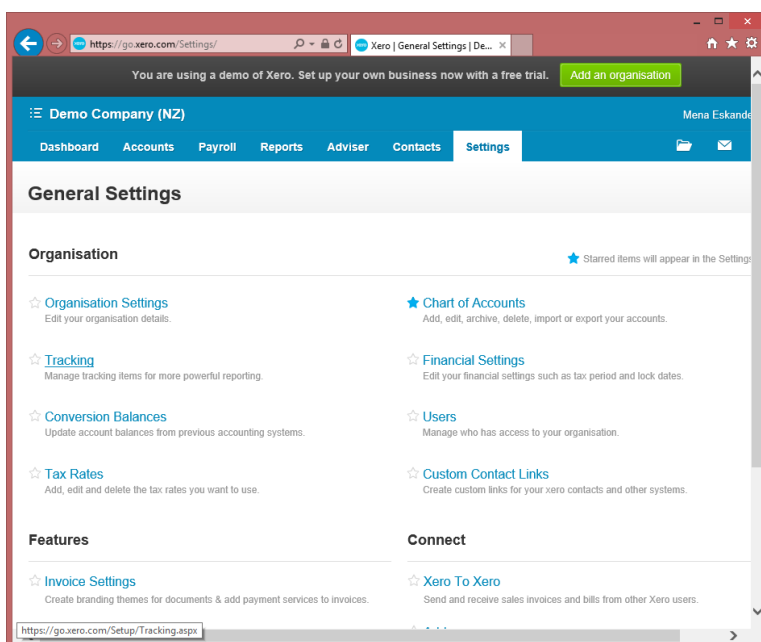 https://go.xero.com/Settings/
Xero | General Settings | De...
You are using a demo of Xero. Set up your own business now with a free trial.
Add an organisation
Demo Company (NZ)
Mena Eskande
Dashboard Accounts Payroll Reports Adviser Contacts Settings
General Settings
Organisation
Starred items will appear in the Settings
Organisation Settings
Edit your organisation details.
Chart of Accounts
Add, edit, archive, delete, import or export your accounts.
Tracking
Manage tracking items for more powerful reporting.
Financial Settings
Edit your financial settings such as tax period and lock dates.
Conversion Balances
Update account balances from previous accounting systems.
Users
Manage who has access to your organisation.
Tax Rates
Add, edit and delete the tax rates you want to use.
Custom Contact Links
Create custom links for your xero contacts and other systems.
Features
Connect
Invoice Settings
Create branding themes for documents & add payment services to invoices.
Xero To Xero
Send and receive sales invoices and bills from other Xero users.
https://go.xero.com/Setup/Tracking.aspx